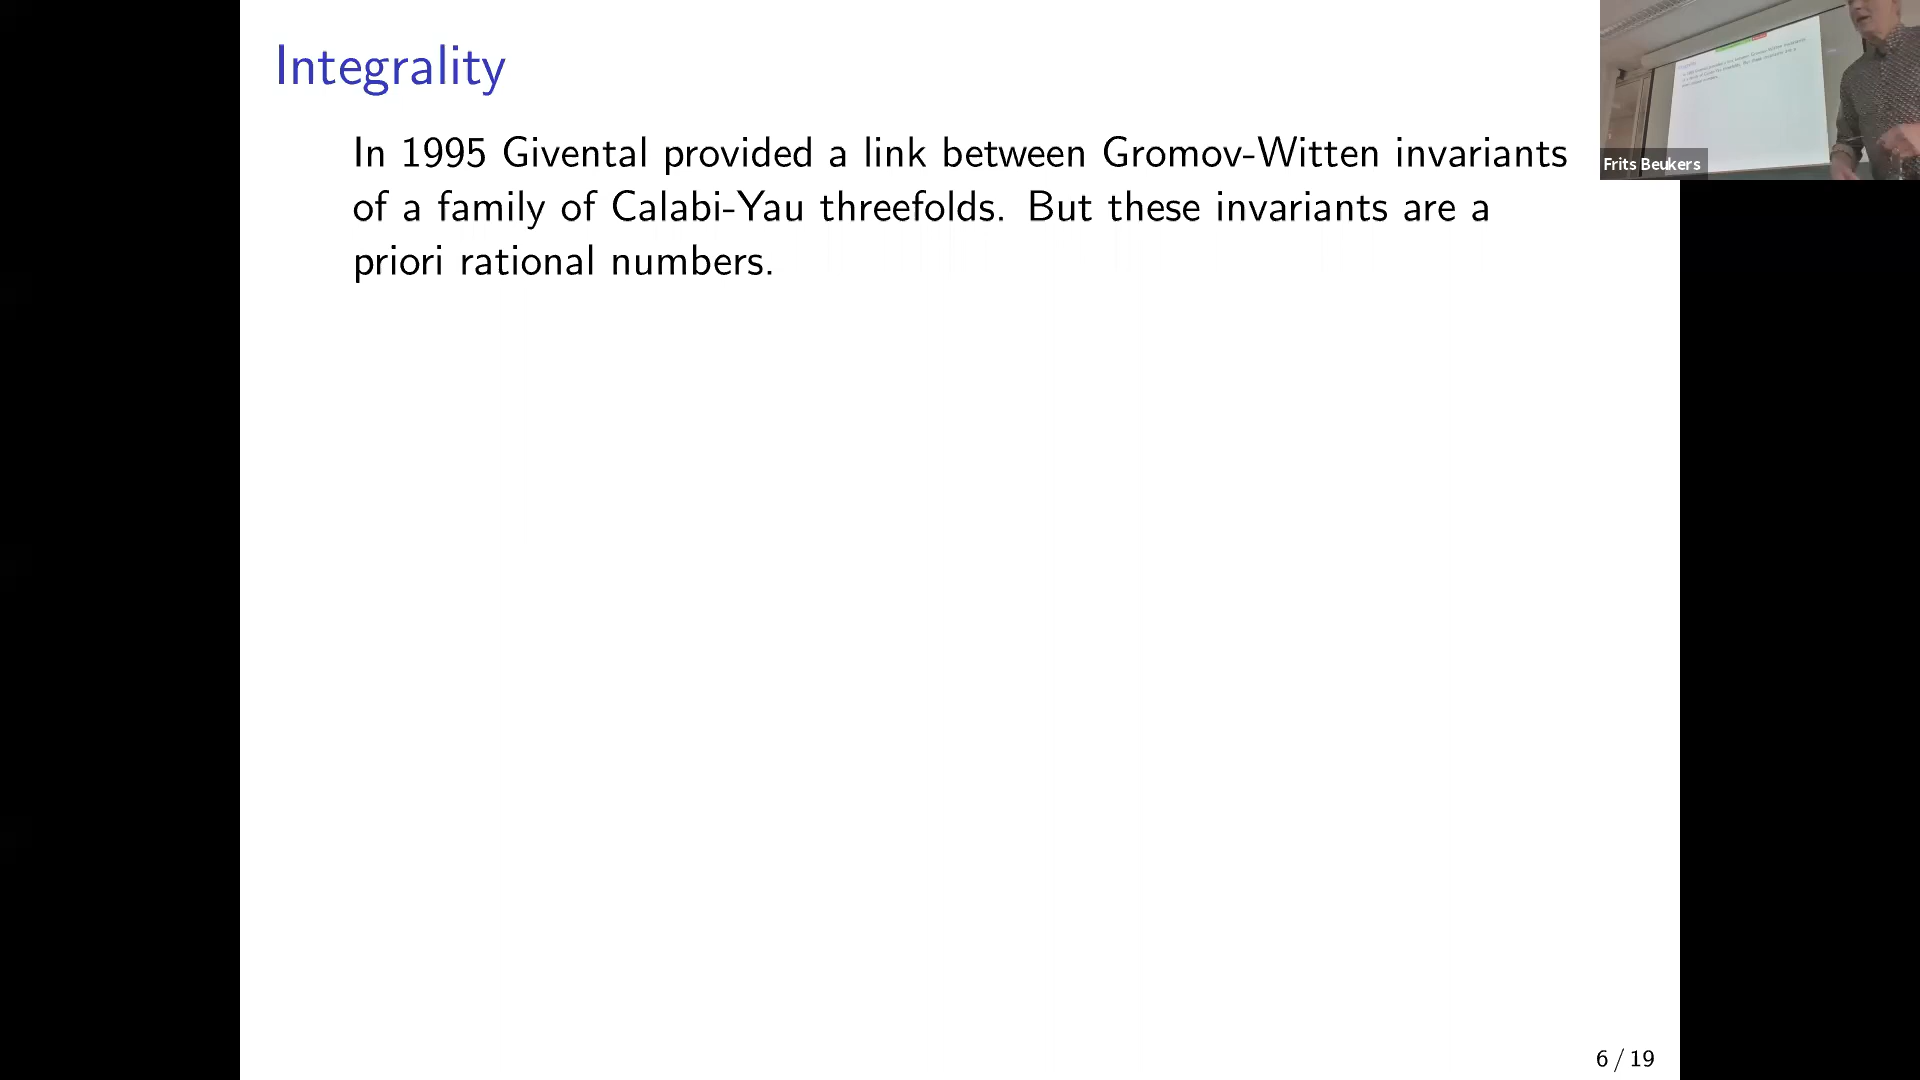 Integrality
In 1995 Givental provided a link between Gromov-Witten invariants
of a family of Calabi-Yau threefolds. But these invariants are a
priori rational numbers.
Frits Beukers
6 / 19